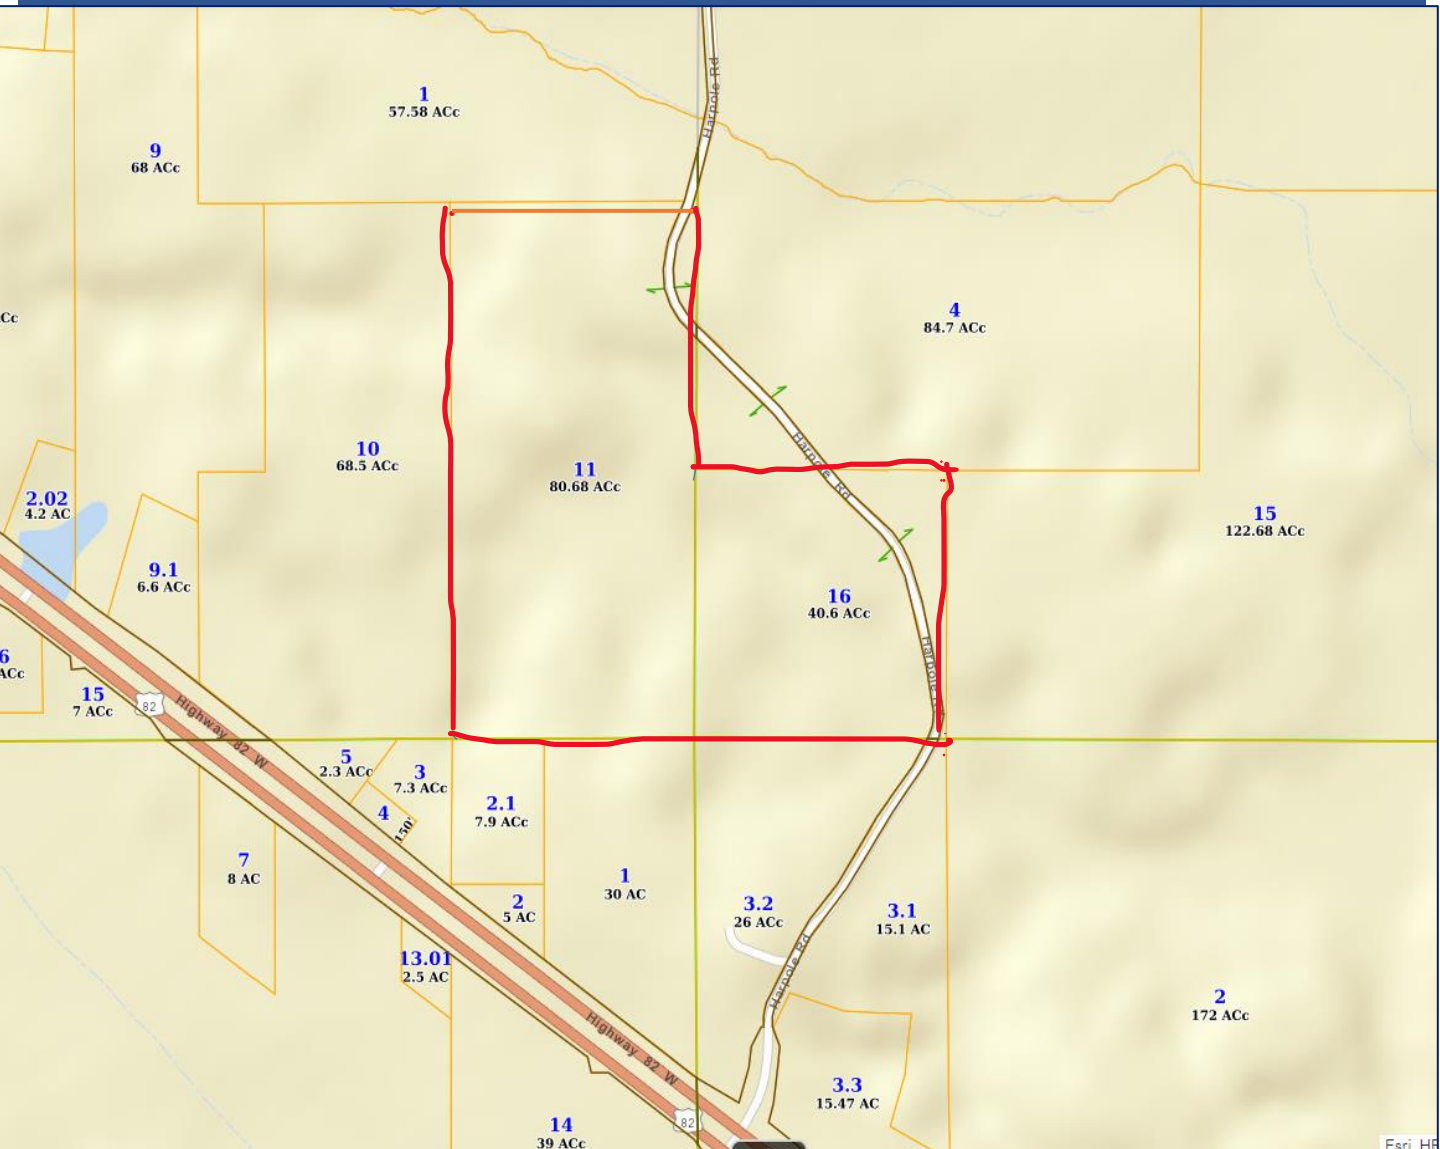 Harpole Rd
1
57.58 ACc
9
68 ACc
Cc
4
84.7 ACc
10
68.5 ACc
11
80.68 ACc
Harpole Rd
2.02
4.2 AC
15
122.68 ACc
9.1
6.6 ACc
16
40.6 ACc
6
ACc
Harpole
15
7 ACc
82
Highway 82 W
5
2.3 ACc
3
7.3 ACc
4
150'
2.1
7.9 ACc
7
8 AC
1
30 AC
2
5 AC
3.2
26 ACc
3.1
15.1 AC
13.01
2.5 AC
Harpole Rd
2
172 ACc
Highway 82 W
3.3
15.47 AC
82
14
39 ACc
Esri, HE